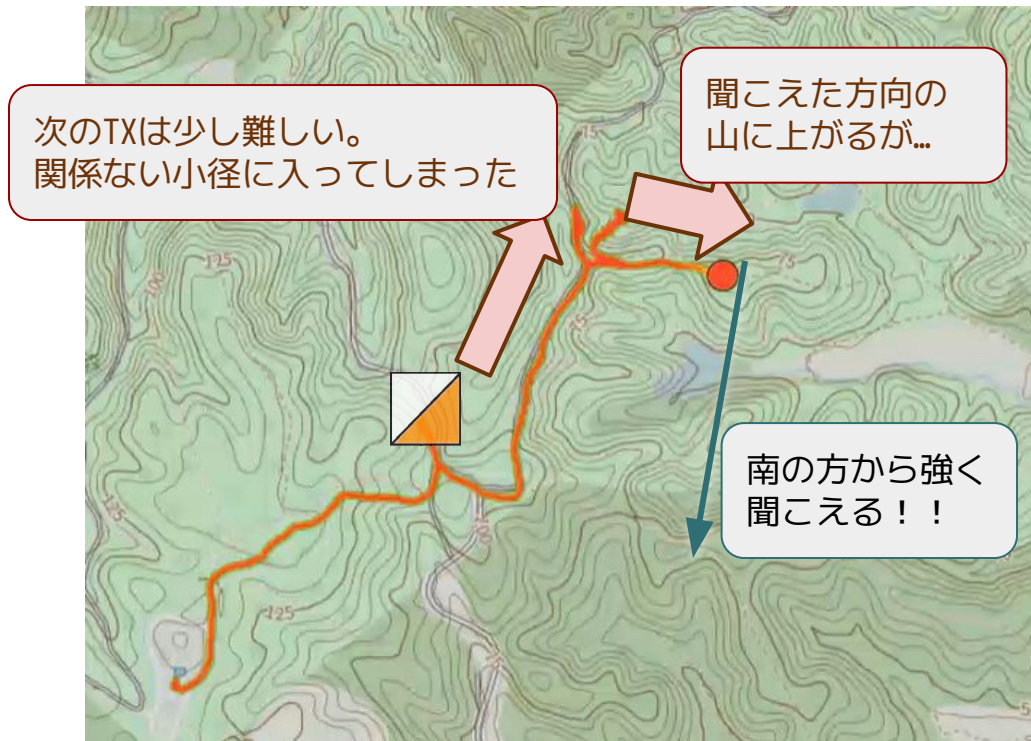 次のTXは少し難しい。
関係ない小径に入ってしまった
聞こえた方向の
山に上がるが…
南の方から強く
聞こえる！！
125
100
75
75
125
125
P